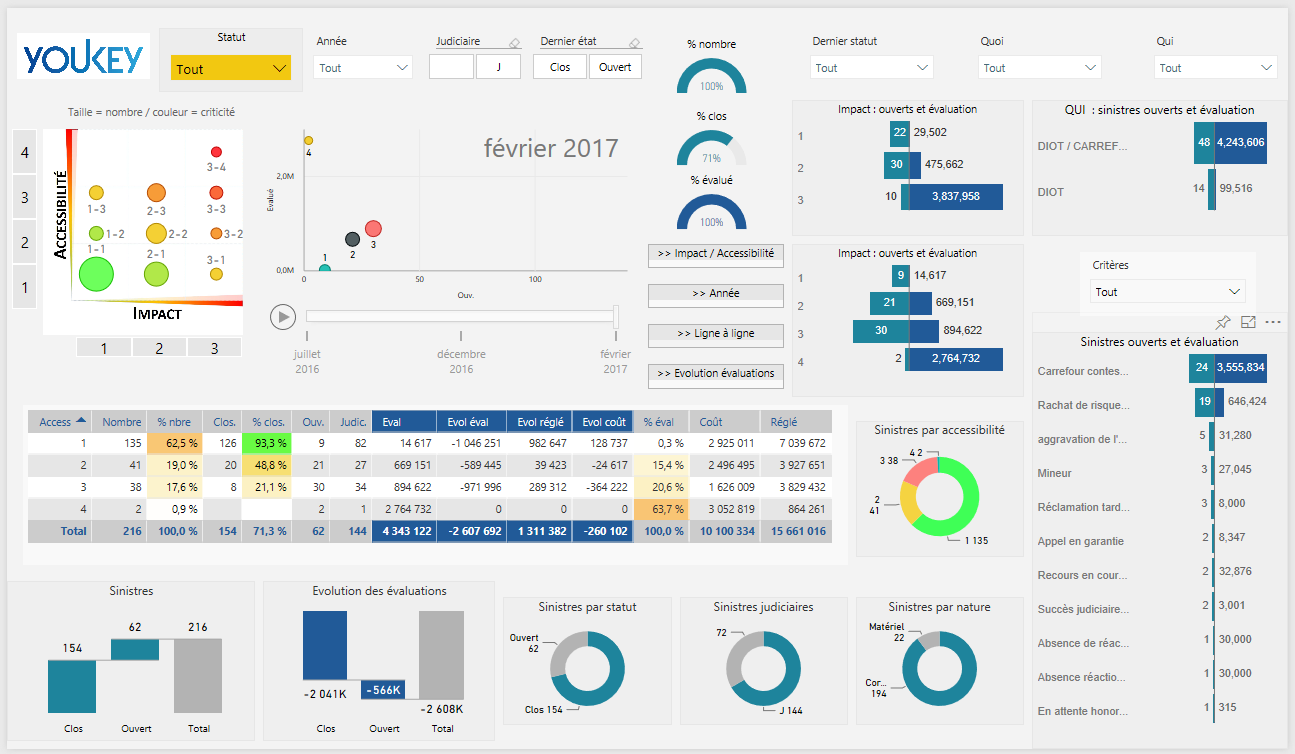 YOUKEY
Statut
Tout
Année
Tout
Judiciaire
J
Dernier état
Clos
Ouvert
% nombre
100%
% clos
71%
% évalué
100%
Dernier statut
Tout
Quoi
Tout
Qui
Tout
Taille = nombre / couleur = criticité
4
3
2
1
ACCESSIBILITÉ
3-4
1-3
2-3
3-3
1-2
2-2
3-2
1-1
2-1
3-1
IMPACT
1
2
3
février 2017
Evalué
2,0M
0,0M
4
1
2
3
0
50
100
Ouv.
juillet
2016
décembre
2016
février
2017
>> Impact / Accessibilité
>> Année
>> Ligne à ligne
>> Evolution évaluations
Impact : ouverts et évaluation
1 22 29,502
2 30 475,662
3 10 3,837,958
Impact : ouverts et évaluation
1 9 14,617
2 21 669,151
3 30 894,622
4 2 2,764,732
QUI : sinistres ouverts et évaluation
DIOT / CARREF... 48 4,243,606
DIOT 14 99,516
Critères
Tout
Sinistres ouverts et évaluation
Carrefour contes... 24 3,555,834
Rachat de risque... 19 646,424
aggravation de l'... 5 31,280
Mineur 3 27,045
Réclamation tard... 3 8,000
Appel en garantie 2 8,347
Recours en cour... 2 32,876
Succès judiciaire... 2 3,001
Absence de réac... 1 30,000
Absence réactio... 1 30,000
En attente honor... 1 315
Access Nombre % nbre Clos. % clos. Ouv. Judic. Eval Evol éval Evol réglé Evol coût % éval Coût Réglé
1 135 62,5 % 126 93,3 % 9 82 14 617 -1 046 251 982 647 128 737 0,3 % 2 925 011 7 039 672
2 41 19,0 % 20 48,8 % 21 27 669 151 -589 445 39 423 -24 617 15,4 % 2 496 495 3 927 651
3 38 17,6 % 8 21,1 % 30 34 894 622 -971 996 289 312 -364 222 20,6 % 1 626 009 3 829 432
4 2 0,9 % 2 1 2 764 732 0 0 0 63,7 % 3 052 819 864 261
Total 216 100,0 % 154 71,3 % 62 144 4 343 122 -2 607 692 1 311 382 -260 102 100,0 % 10 100 334 15 661 016
Sinistres par accessibilité
4 2
3 38
2
41
1 135
Sinistres
154
62
216
Clos
Ouvert
Total
Evolution des évaluations
-2 041K
-566K
-2 608K
Clos
Ouvert
Total
Sinistres par statut
Ouvert
62
Clos 154
Sinistres judiciaires
72
J 144
Sinistres par nature
Matériel
22
Cor...
194